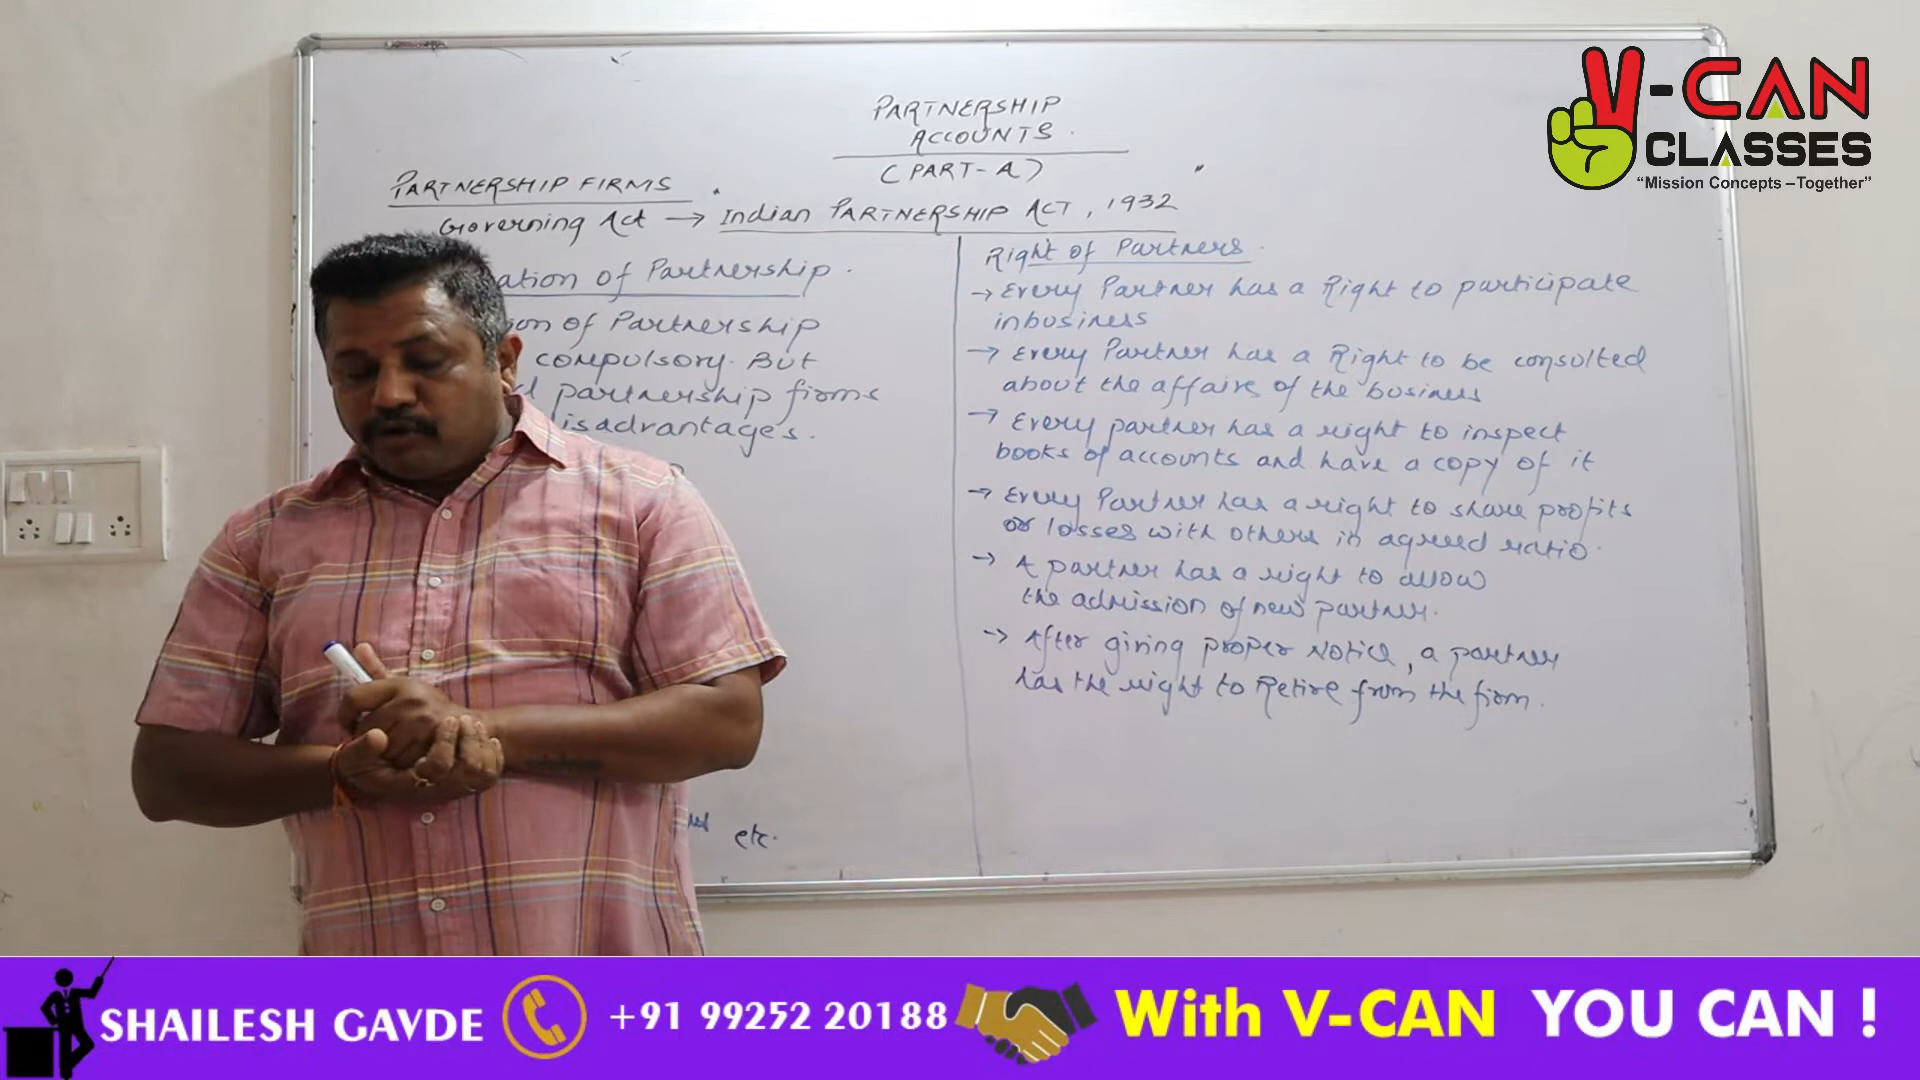 V-CAN
CLASSES
"Mission Concepts –Together"
PARTNERSHIP
ACCOUNTS.
(PART-A)
PARTNERSHIP FIRMS
Governing Act → Indian PARTNERSHIP ACT, 1932
ation of Partnership.
ion of Partnership
compulsory. But
d partnership firms
isadvantages.
etc.
Right of Partners.
→ Every Partner has a Right to participate
in business
→ Every Partner has a Right to be consulted
about the affairs of the business
→ Every partner has a right to inspect
books of accounts and have a copy of it
→ Every Partner has a right to share profits
or losses with others in agreed ratio.
→ A partner has a right to allow
the admission of new partner.
→ After giving proper Notice, a partner
has the right to Retire from the firm.
SHAILESH GAVDE +91 99252 20188 With V-CAN YOU CAN !